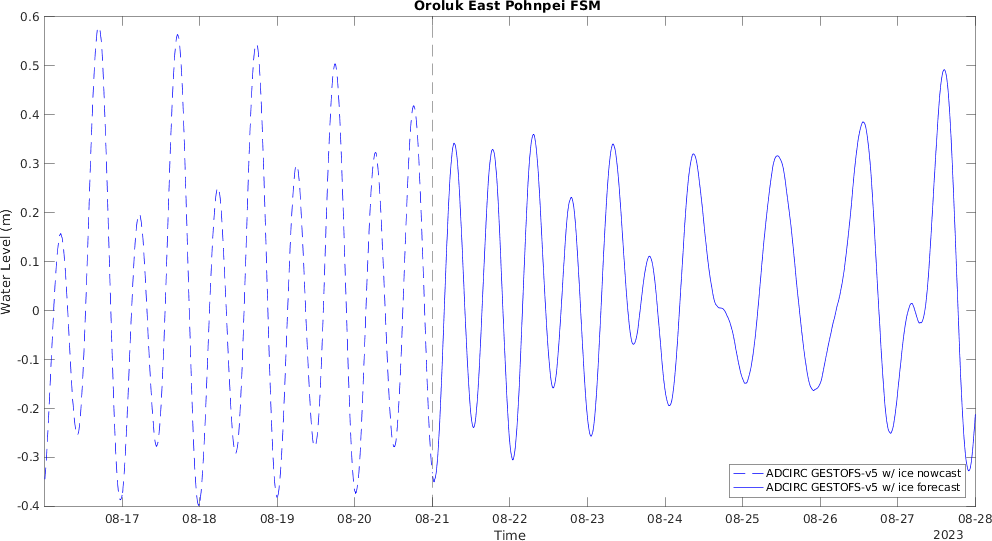 Oroluk East Pohnpei FSM
0.6
0.5
0.4
0.3
0.2
0.1
0
-0.1
-0.2
-0.3
-0.4
Water Level (m)
ADCIRC GESTOFS-v5 w/ ice nowcast
ADCIRC GESTOFS-v5 w/ ice forecast
08-17 08-18 08-19 08-20 08-21 08-22 08-23 08-24 08-25 08-26 08-27 08-28
Time
2023